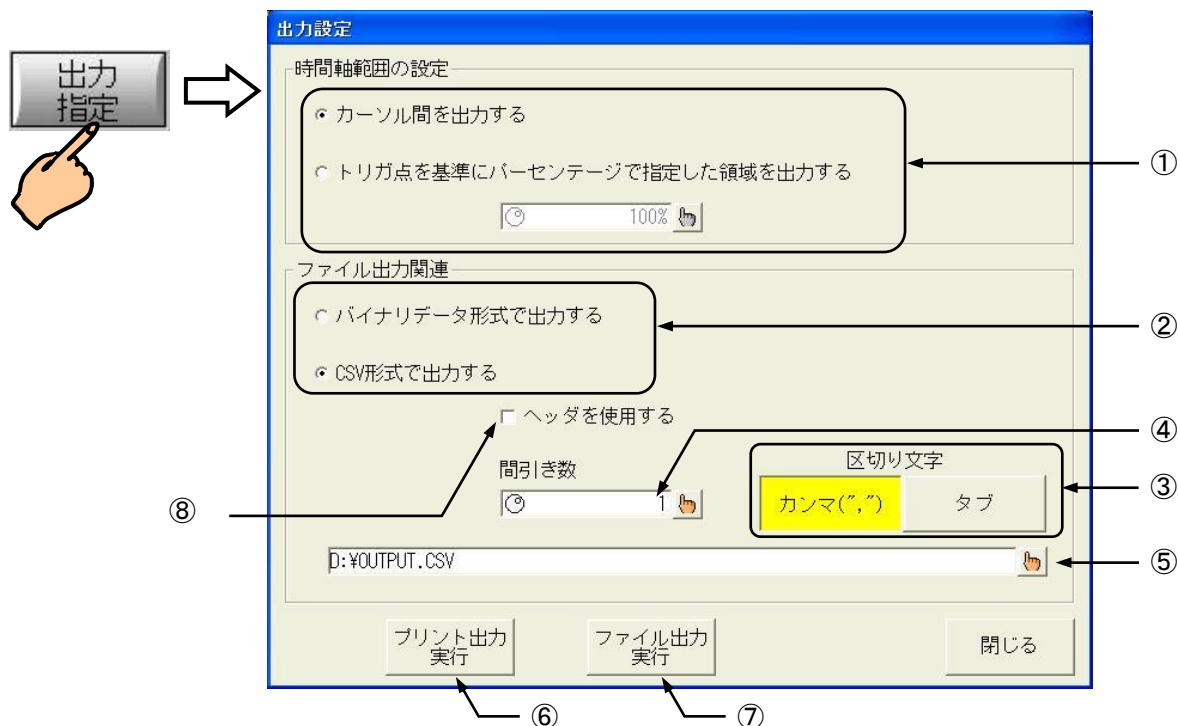 出力
指定
出力設定
時間軸範囲の設定
カーソル間を出力する
トリガ点を基準にパーセンテージで指定した領域を出力する
100%
①
ファイル出力関連
バイナリデータ形式で出力する
②
CSV形式で出力する
ヘッダを使用する
④
間引き数
区切り文字
1
カンマ(",")
タブ
③
⑧
D:¥OUTPUT.CSV
⑤
プリント出力
実行
ファイル出力
実行
閉じる
⑥
⑦